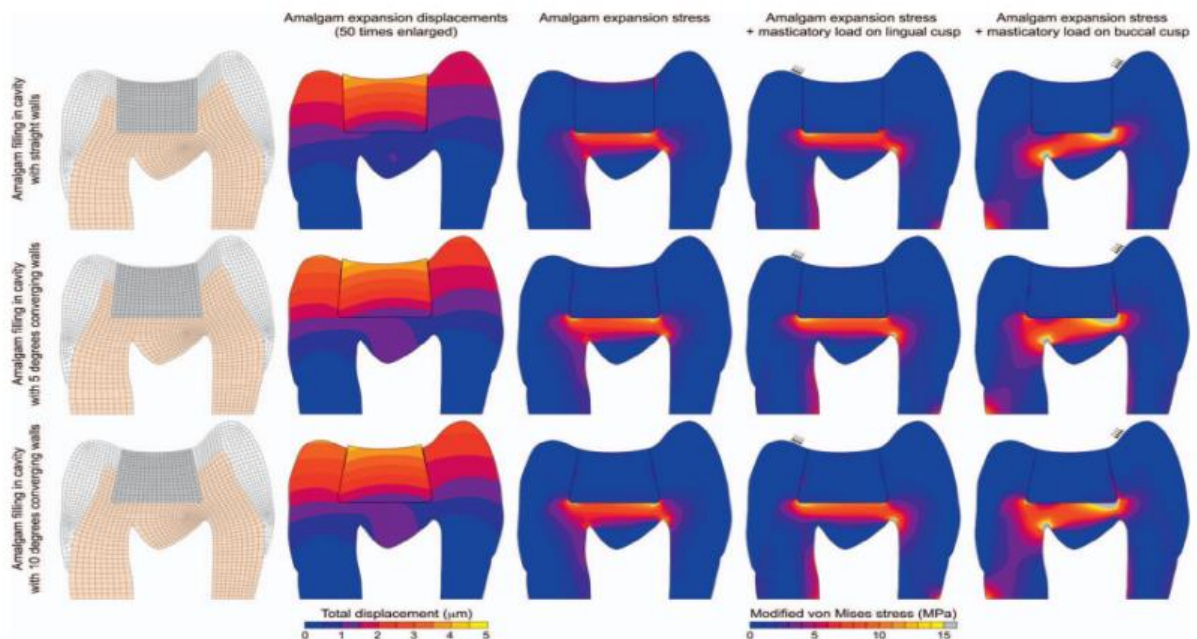 Amalgam expansion displacements
(50 times enlarged)
Amalgam expansion stress
Amalgam expansion stress
+ masticatory load on lingual cusp
Amalgam expansion stress
+ masticatory load on buccal cusp
Amalgam filling in cavity
with straight walls
Amalgam filling in cavity
with 5 degrees converging walls
Amalgam filling in cavity
with 10 degrees converging walls
Total displacement (μm)
0 1 2 3 4 5
Modified von Mises stress (MPa)
0 5 10 15